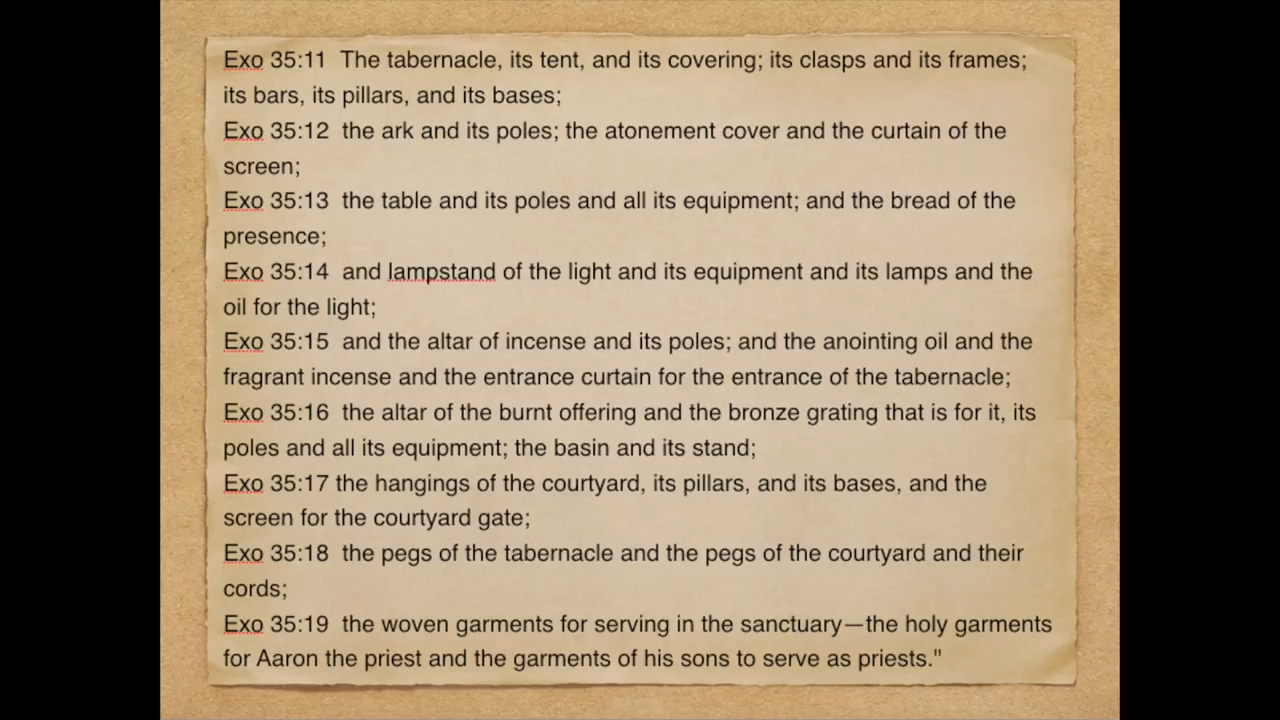 Exo 35:11  The tabernacle, its tent, and its covering; its clasps and its frames;
its bars, its pillars, and its bases;
Exo 35:12  the ark and its poles; the atonement cover and the curtain of the
screen;
Exo 35:13  the table and its poles and all its equipment; and the bread of the
presence;
Exo 35:14  and lampstand of the light and its equipment and its lamps and the
oil for the light;
Exo 35:15  and the altar of incense and its poles; and the anointing oil and the
fragrant incense and the entrance curtain for the entrance of the tabernacle;
Exo 35:16  the altar of the burnt offering and the bronze grating that is for it, its
poles and all its equipment; the basin and its stand;
Exo 35:17 the hangings of the courtyard, its pillars, and its bases, and the
screen for the courtyard gate;
Exo 35:18  the pegs of the tabernacle and the pegs of the courtyard and their
cords;
Exo 35:19  the woven garments for serving in the sanctuary—the holy garments
for Aaron the priest and the garments of his sons to serve as priests."